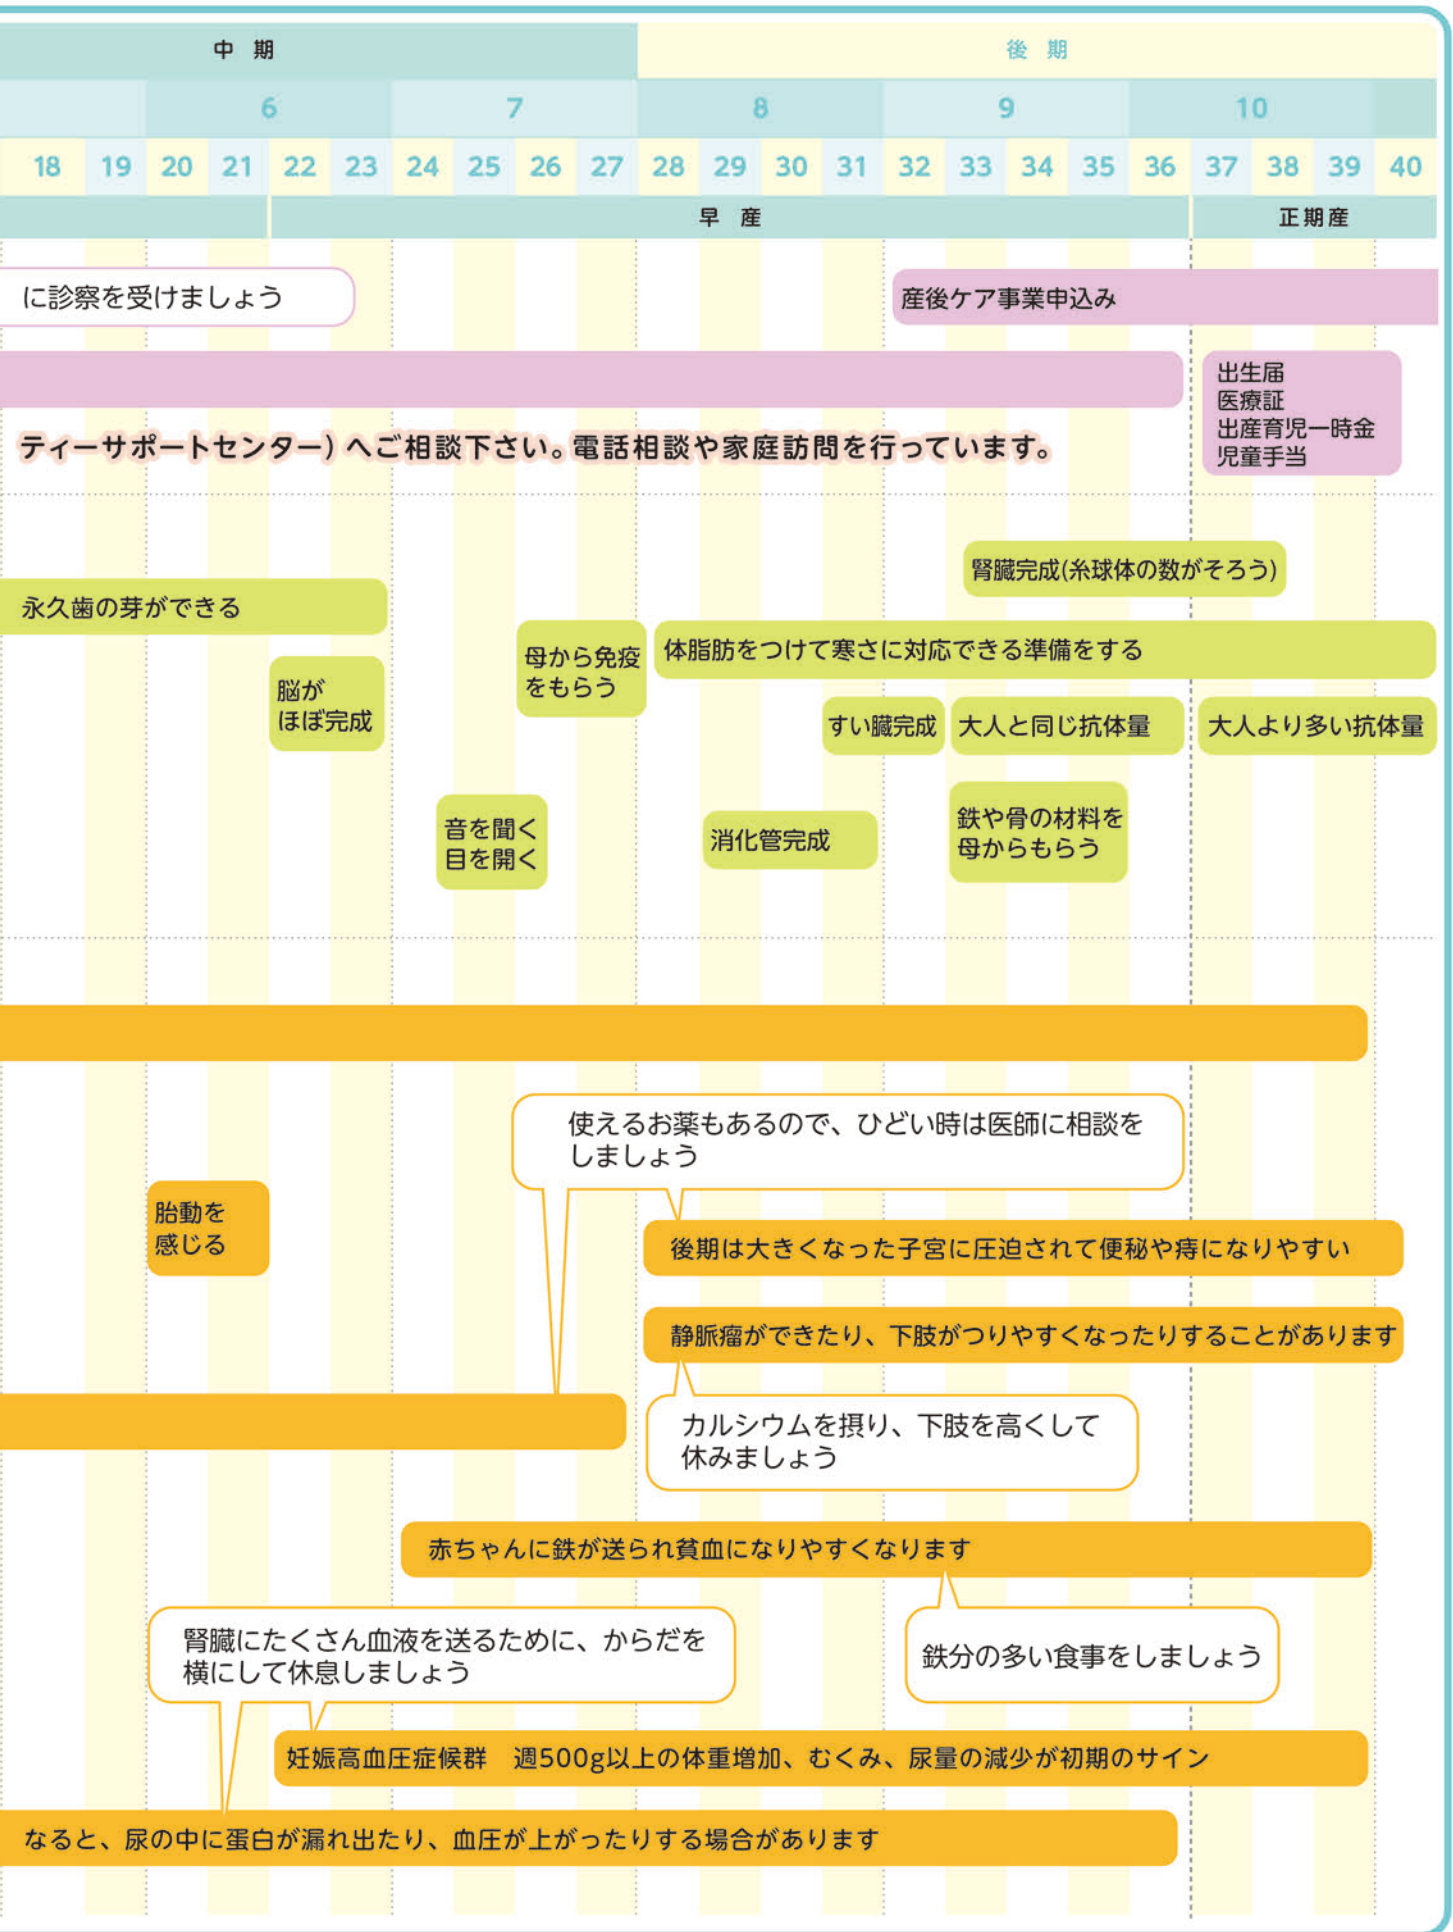 中 期
後 期
6 7 8 9 10
18 19 20 21 22 23 24 25 26 27 28 29 30 31 32 33 34 35 36 37 38 39 40
早 産
正期産
に診察を受けましょう
産後ケア事業申込み
出生届
医療証
出産育児一時金
児童手当
ティーサポートセンター)へご相談下さい。電話相談や家庭訪問を行っています。
腎臓完成(糸球体の数がそろう)
永久歯の芽ができる
母から免疫
をもらう
体脂肪をつけて寒さに対応できる準備をする
脳が
ほぼ完成
すい臓完成
大人と同じ抗体量
大人より多い抗体量
音を聞く
目を開く
消化管完成
鉄や骨の材料を
母からもらう
使えるお薬もあるので、ひどい時は医師に相談を
しましょう
胎動を
感じる
後期は大きくなった子宮に圧迫されて便秘や痔になりやすい
静脈瘤ができたり、下肢がつりやすくなったりすることがあります
カルシウムを摂り、下肢を高くして
休みましょう
赤ちゃんに鉄が送られ貧血になりやすくなります
腎臓にたくさん血液を送るために、からだを
横にして休息しましょう
鉄分の多い食事をしましょう
妊娠高血圧症候群　週500g以上の体重増加、むくみ、尿量の減少が初期のサイン
なると、尿の中に蛋白が漏れ出たり、血圧が上がったりする場合があります